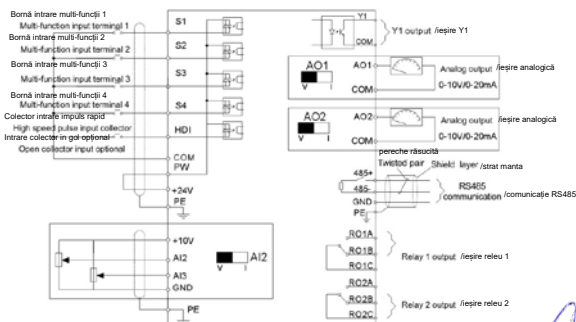 Bornă intrare multi-funcții 1
Multi-function input terminal 1
Bornă intrare multi-funcții 2
Multi-function input terminal 2
Bornă intrare multi-funcții 3
Multi-function input terminal 3
Bornă intrare multi-funcții 4
Multi-function input terminal 4
Colector intrare impuls rapid
High speed pulse input collector
Intrare colector in gol opțional
Open collector input optional
S1
S2
S3
S4
HDI
COM
PW
+24V
PE
+10V
AI2
AI3
GND
PE
AI2
V I
Y1
COM
Y1 output /ieșire Y1
AO1
V I
AO1
COM
Analog output /ieșire analogică
0-10V/0-20mA
AO2
V I
AO2
COM
Analog output /ieșire analogică
0-10V/0-20mA
pereche răsucită
Twisted pair
Shield layer /strat manta
485+
485-
GND
PE
RS485
communication /comunicație RS485
RO1A
RO1B
RO1C
Relay 1 output /ieșire releu 1
RO2A
RO2B
RO2C
Relay 2 output /ieșire releu 2